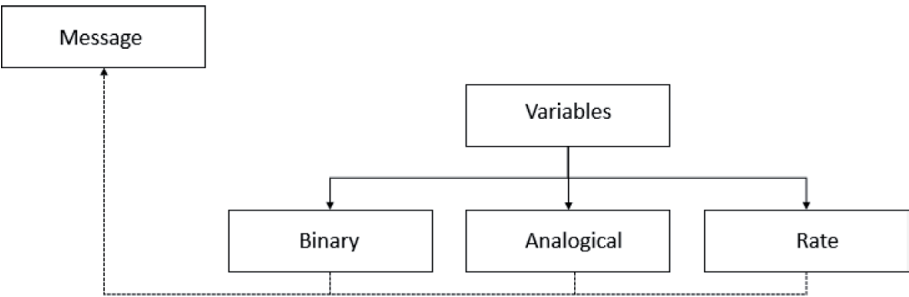 Message
Variables
Binary
Analogical
Rate